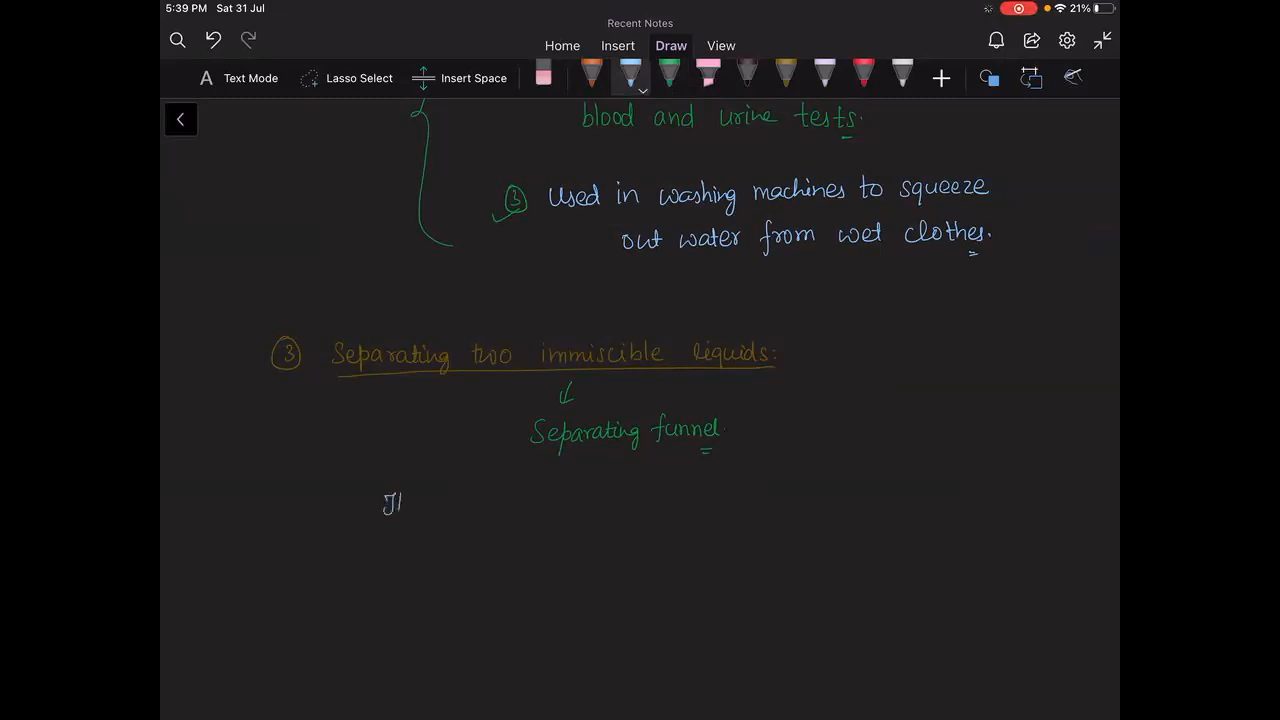 5:39 PM Sat 31 Jul
21%
Recent Notes
Home Insert Draw View
A Text Mode Lasso Select Insert Space
blood and urine tests.
3 Used in washing machines to squeeze
out water from wet clothes.
3 Separating two immiscible liquids:
Separating funnel.